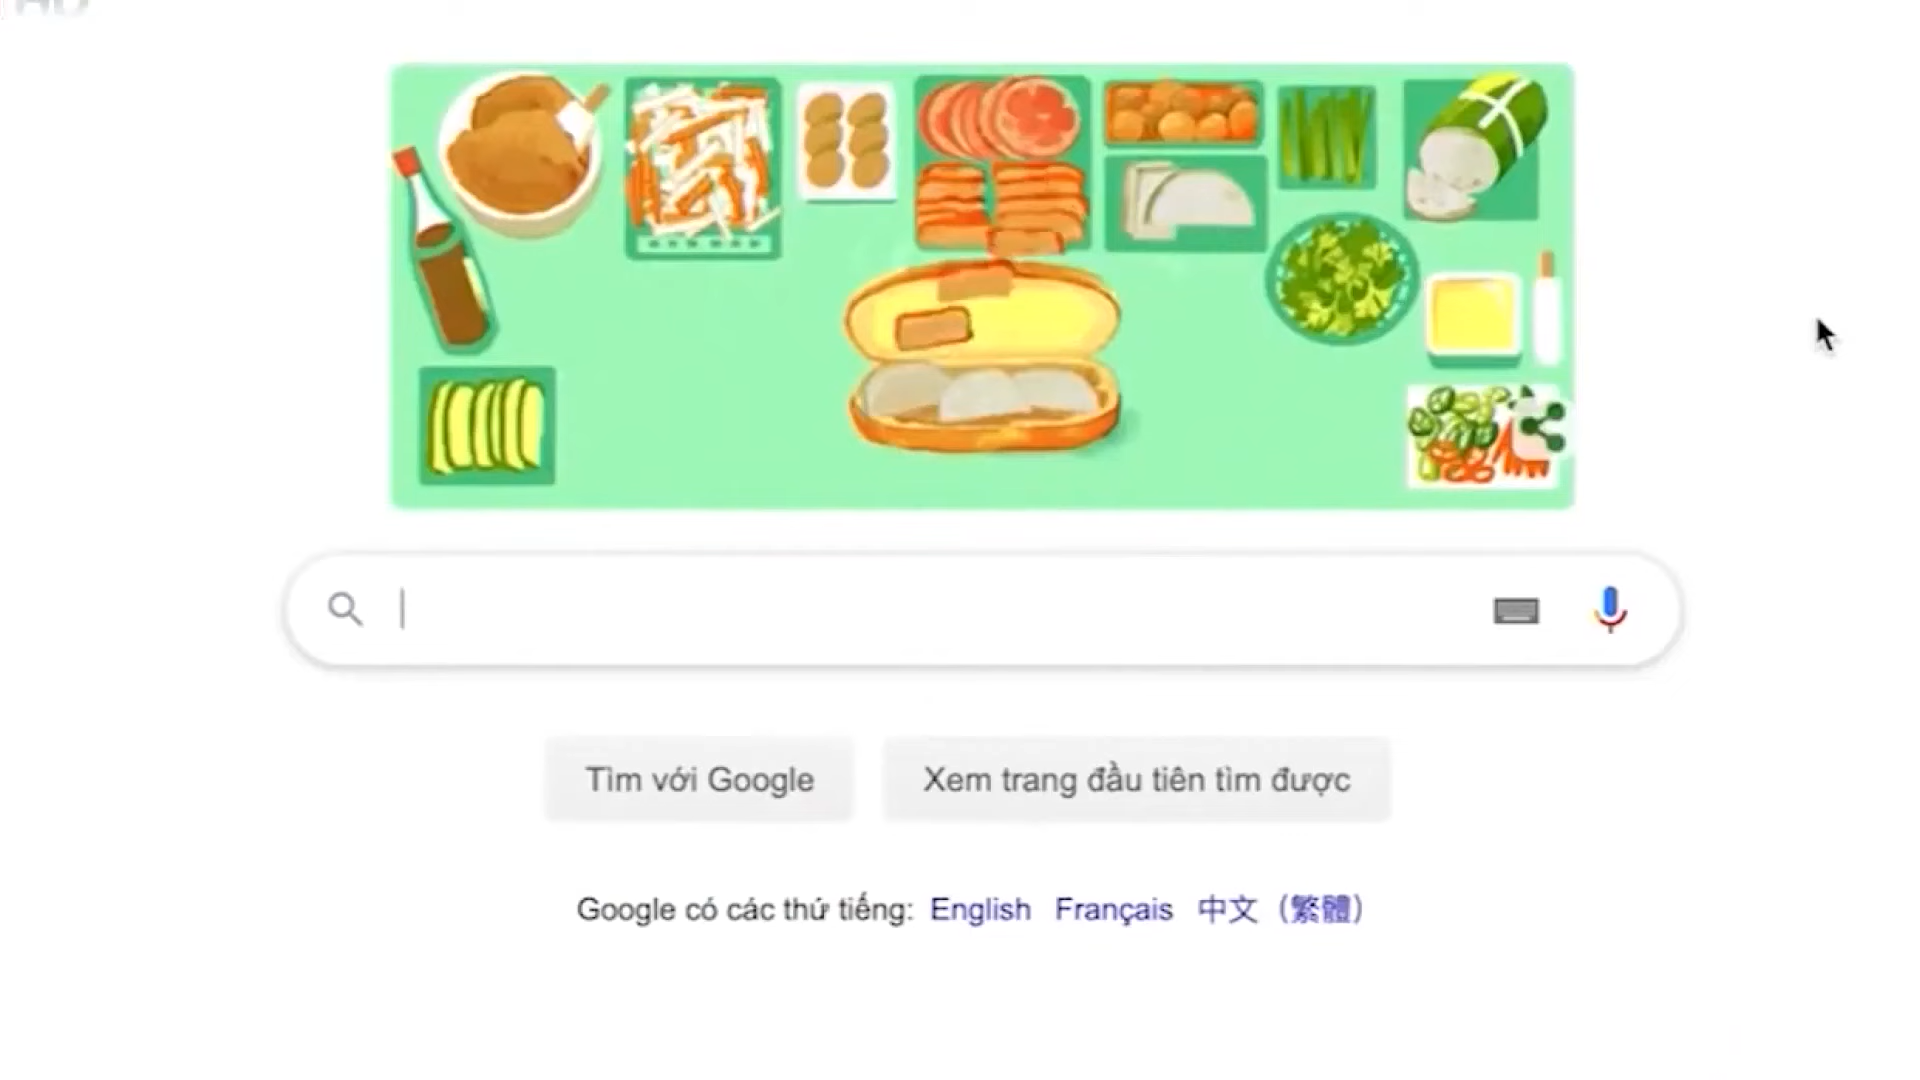 Tìm với Google
Xem trang đầu tiên tìm được
Google có các thứ tiếng: English Français 中文（繁體）